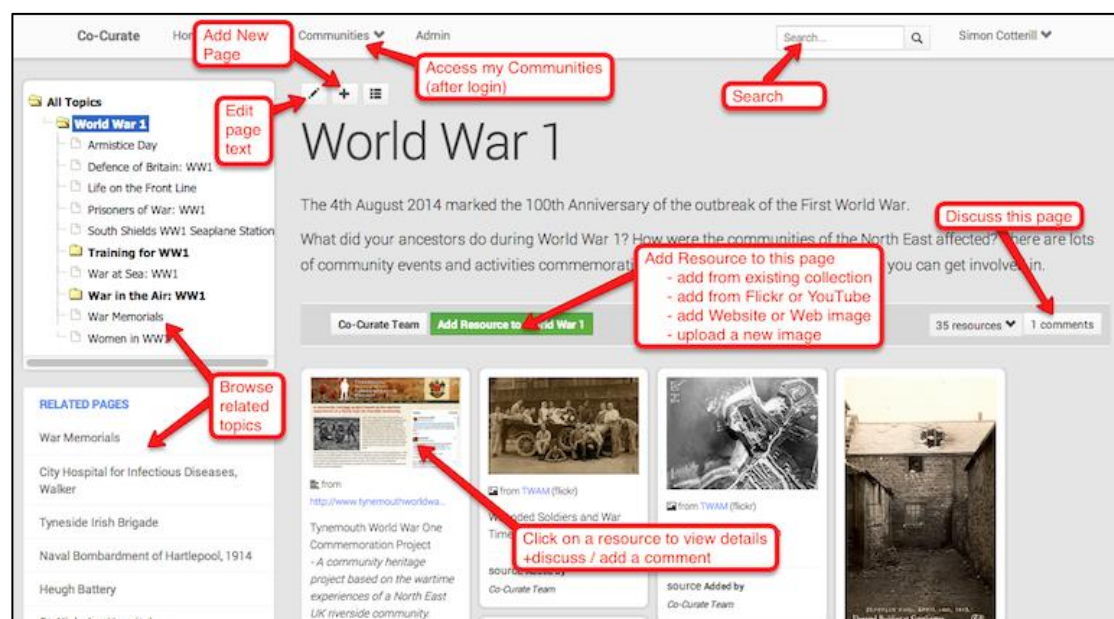 Co-Curate
Communities
Admin
Search...
Simon Cotterill
Add New
Page
Access my Communities
(after login)
Search
Edit
page
text
All Topics
World War 1
Armistice Day
Defence of Britain: WW1
Life on the Front Line
Prisoners of War: WW1
South Shields WW1 Seaplane Station
Training for WW1
War at Sea: WW1
War in the Air: WW1
War Memorials
Women in WW1
Browse
related
topics
RELATED PAGES
War Memorials
City Hospital for Infectious Diseases,
Walker
Tyneside Irish Brigade
Naval Bombardment of Hartlepool, 1914
Heugh Battery
World War 1
The 4th August 2014 marked the 100th Anniversary of the outbreak of the First World War.
What did your ancestors do during World War 1? How were the communities of the North East affected? There are lots
of community events and activities you can get involved in.
Discuss this page
Add Resource to this page
- add from existing collection
- add from Flickr or YouTube
- add Website or Web image
- upload a new image
Co-Curate Team
Add Resource to World War 1
35 resources
1 comments
from
http://www.tynemouthworldwa...
Tynemouth World War One
Commemoration Project
- A community heritage
project based on the wartime
experiences of a North East
UK riverside community.
from TWAM (flickr)
Soldiers and War
source Added by
Co-Curate Team
from TWAM (flickr)
source Added by
Co-Curate Team
Click on a resource to view details
+discuss / add a comment